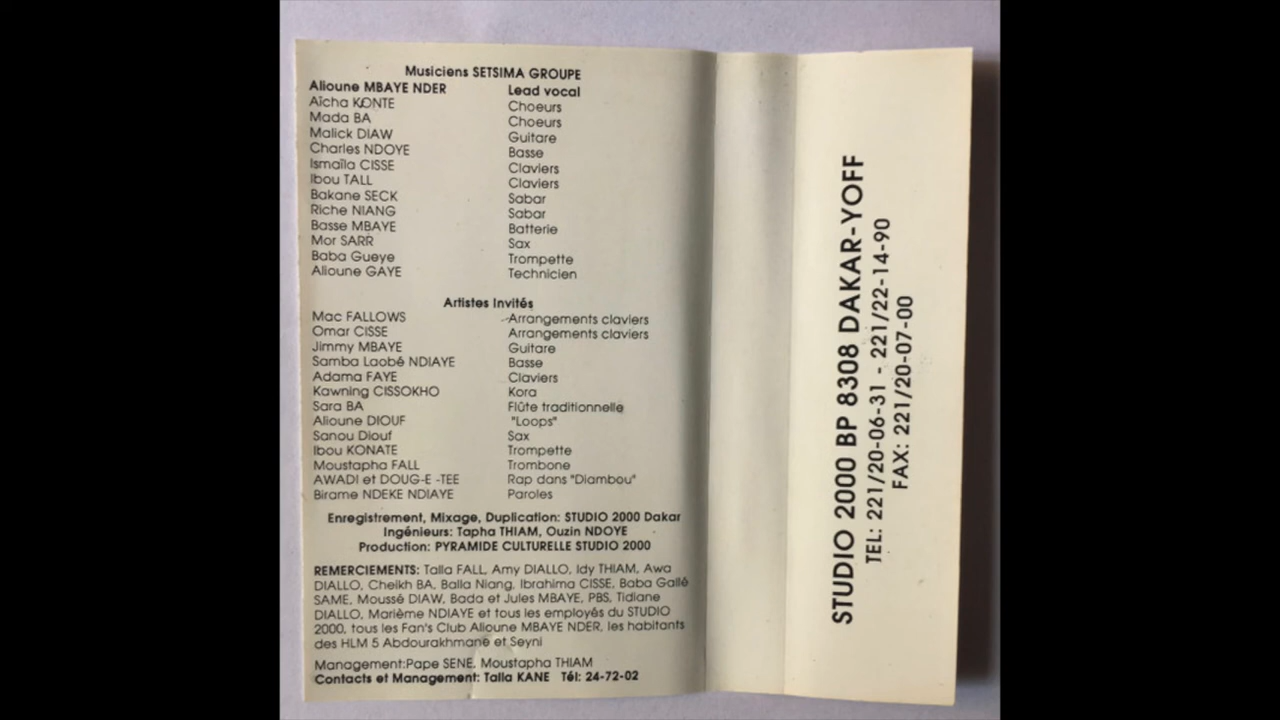 Musiciens SETSIMA GROUPE
Alioune MBAYE NDER Lead vocal
Aïcha KONTE Choeurs
Mada BA Choeurs
Malick DIAW Guitare
Charles NDOYE Basse
Ismaïla CISSE Claviers
Ibou TALL Claviers
Bakane SECK Sabar
Riche NIANG Sabar
Basse MBAYE Batterie
Mor SARR Sax
Baba Gueye Trompette
Alioune GAYE Technicien
Artistes Invités
Mac FALLOWS Arrangements claviers
Omar CISSE Arrangements claviers
Jimmy MBAYE Guitare
Samba Laobé NDIAYE Basse
Adama FAYE Claviers
Kawning CISSOKHO Kora
Sara BA Flûte traditionnelle
Alioune DIOUF "Loops"
Sanou Diouf Sax
Ibou KONATE Trompette
Moustapha FALL Trombone
AWADI et DOUG-E -TEE Rap dans "Diambou"
Birame NDEKE NDIAYE Paroles
Enregistrement, Mixage, Duplication: STUDIO 2000 Dakar
Ingénieurs: Tapha THIAM, Ouzin NDOYE
Production: PYRAMIDE CULTURELLE STUDIO 2000
REMERCIEMENTS: Talla FALL, Amy DIALLO, Idy THIAM, Awa
DIALLO, Cheikh BA, Balla Niang, Ibrahima CISSE, Baba Gallé
SAME, Moussé DIAW, Bada et Jules MBAYE, PBS, Tidiane
DIALLO, Marième NDIAYE et tous les employés du STUDIO
2000, tous les Fan's Club Alioune MBAYE NDER, les habitants
des HLM 5 Abdourakhmane et Seyni
Management:Pape SENE, Moustapha THIAM
Contacts et Management: Talla KANE Tél: 24-72-02
STUDIO 2000 BP 8308 DAKAR-YOFF
TEL: 221/20-06-31 - 221/22-14-90
FAX: 221/20-07-00